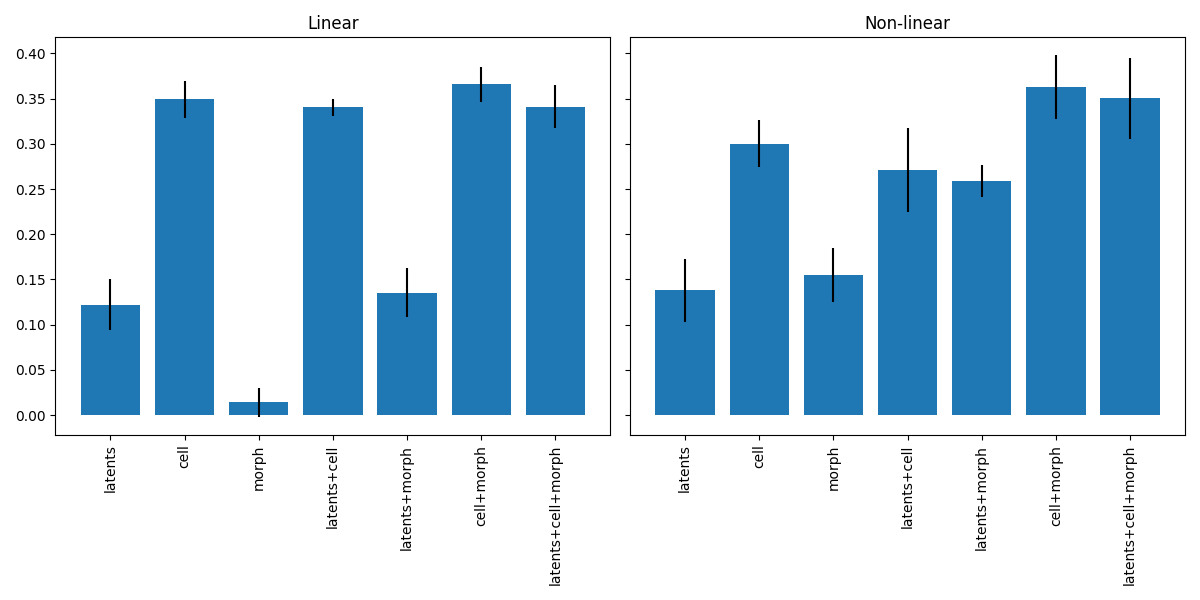 Linear
Non-linear
0.40
0.35
0.30
0.25
0.20
0.15
0.10
0.05
0.00
latents
cell
morph
latents+cell
latents+morph
cell+morph
latents+cell+morph
latents
cell
morph
latents+cell
latents+morph
cell+morph
latents+cell+morph